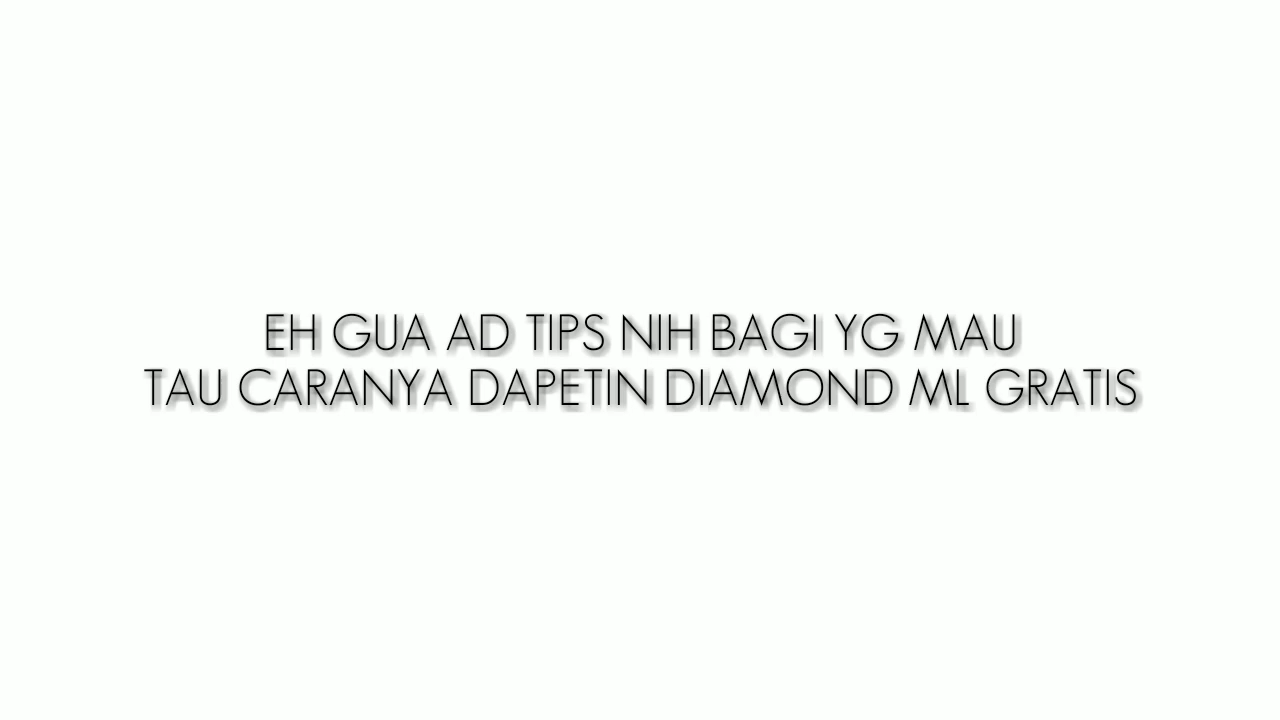 EH GUA AD TIPS NIH BAGI YG MAU
TAU CARANYA DAPETIN DIAMOND ML GRATIS